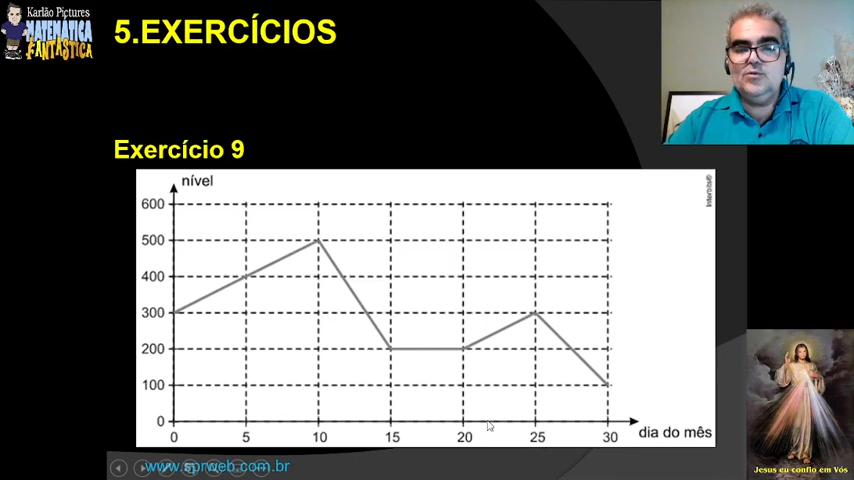 Karlão Pictures
MATEMÁTICA
FANTÁSTICA
5.EXERCÍCIOS
Exercício 9
nível
600
500
400
300
200
100
0
0 5 10 15 20 25 30
dia do mês
www.sprweb.com.br
Jesus eu confio em Vós